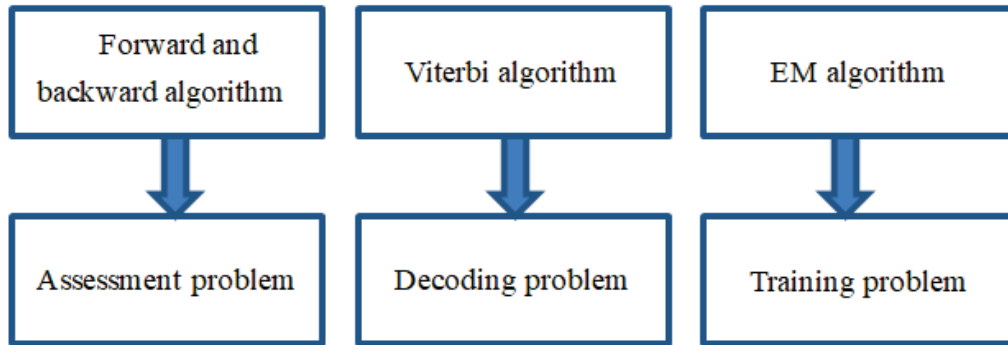 Forward and
backward algorithm
Viterbi algorithm
EM algorithm
Assessment problem
Decoding problem
Training problem